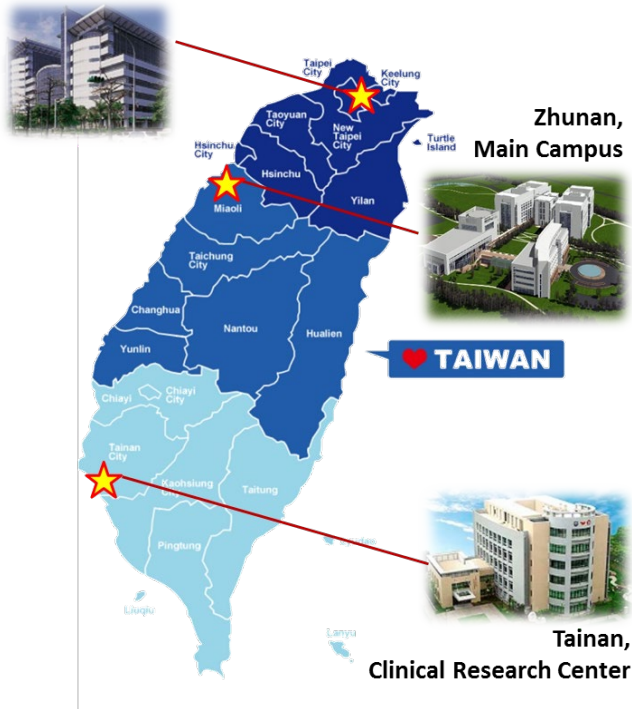 Taipei
City
Keelung
City
Taoyuan
City
New
Taipei
City
Turtle
Island
Zhunan,
Main Campus
Hsinchu
City
Hsinchu
Yilan
Miaoli
Taichung
City
Changhua
Nantou
Hualien
Yunlin
TAIWAN
Chiayi
Chiayi
City
Tainan
City
Kaohsiung
City
Taitung
Pingtung
Liuqiu
Lanyu
Tainan,
Clinical Research Center